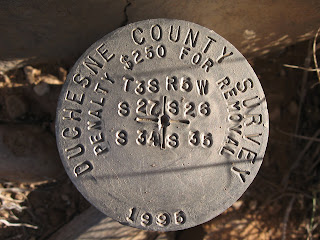 DUCHESNE COUNTY SURVEY
PENALTY $250 FOR REMOVAL
T3S R5W
S 27 S 26
S 34 S 35
1995